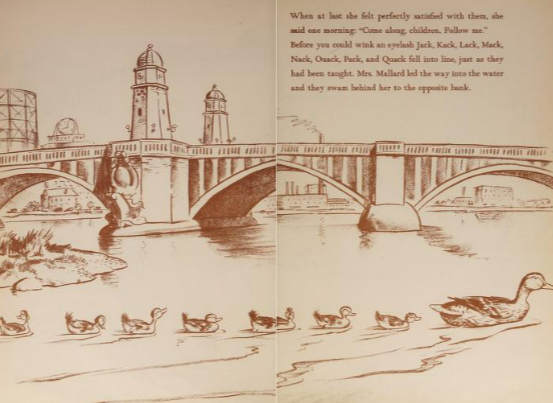 When at last she felt perfectly satisfied with them, she
said one morning: "Come along, children. Follow me."
Before you could wink an eyelash Jack, Kack, Lack, Mack,
Nack, Ouack, Pack, and Quack fell into line, just as they
had been taught. Mrs. Mallard led the way into the water
and they swam behind her to the opposite bank.